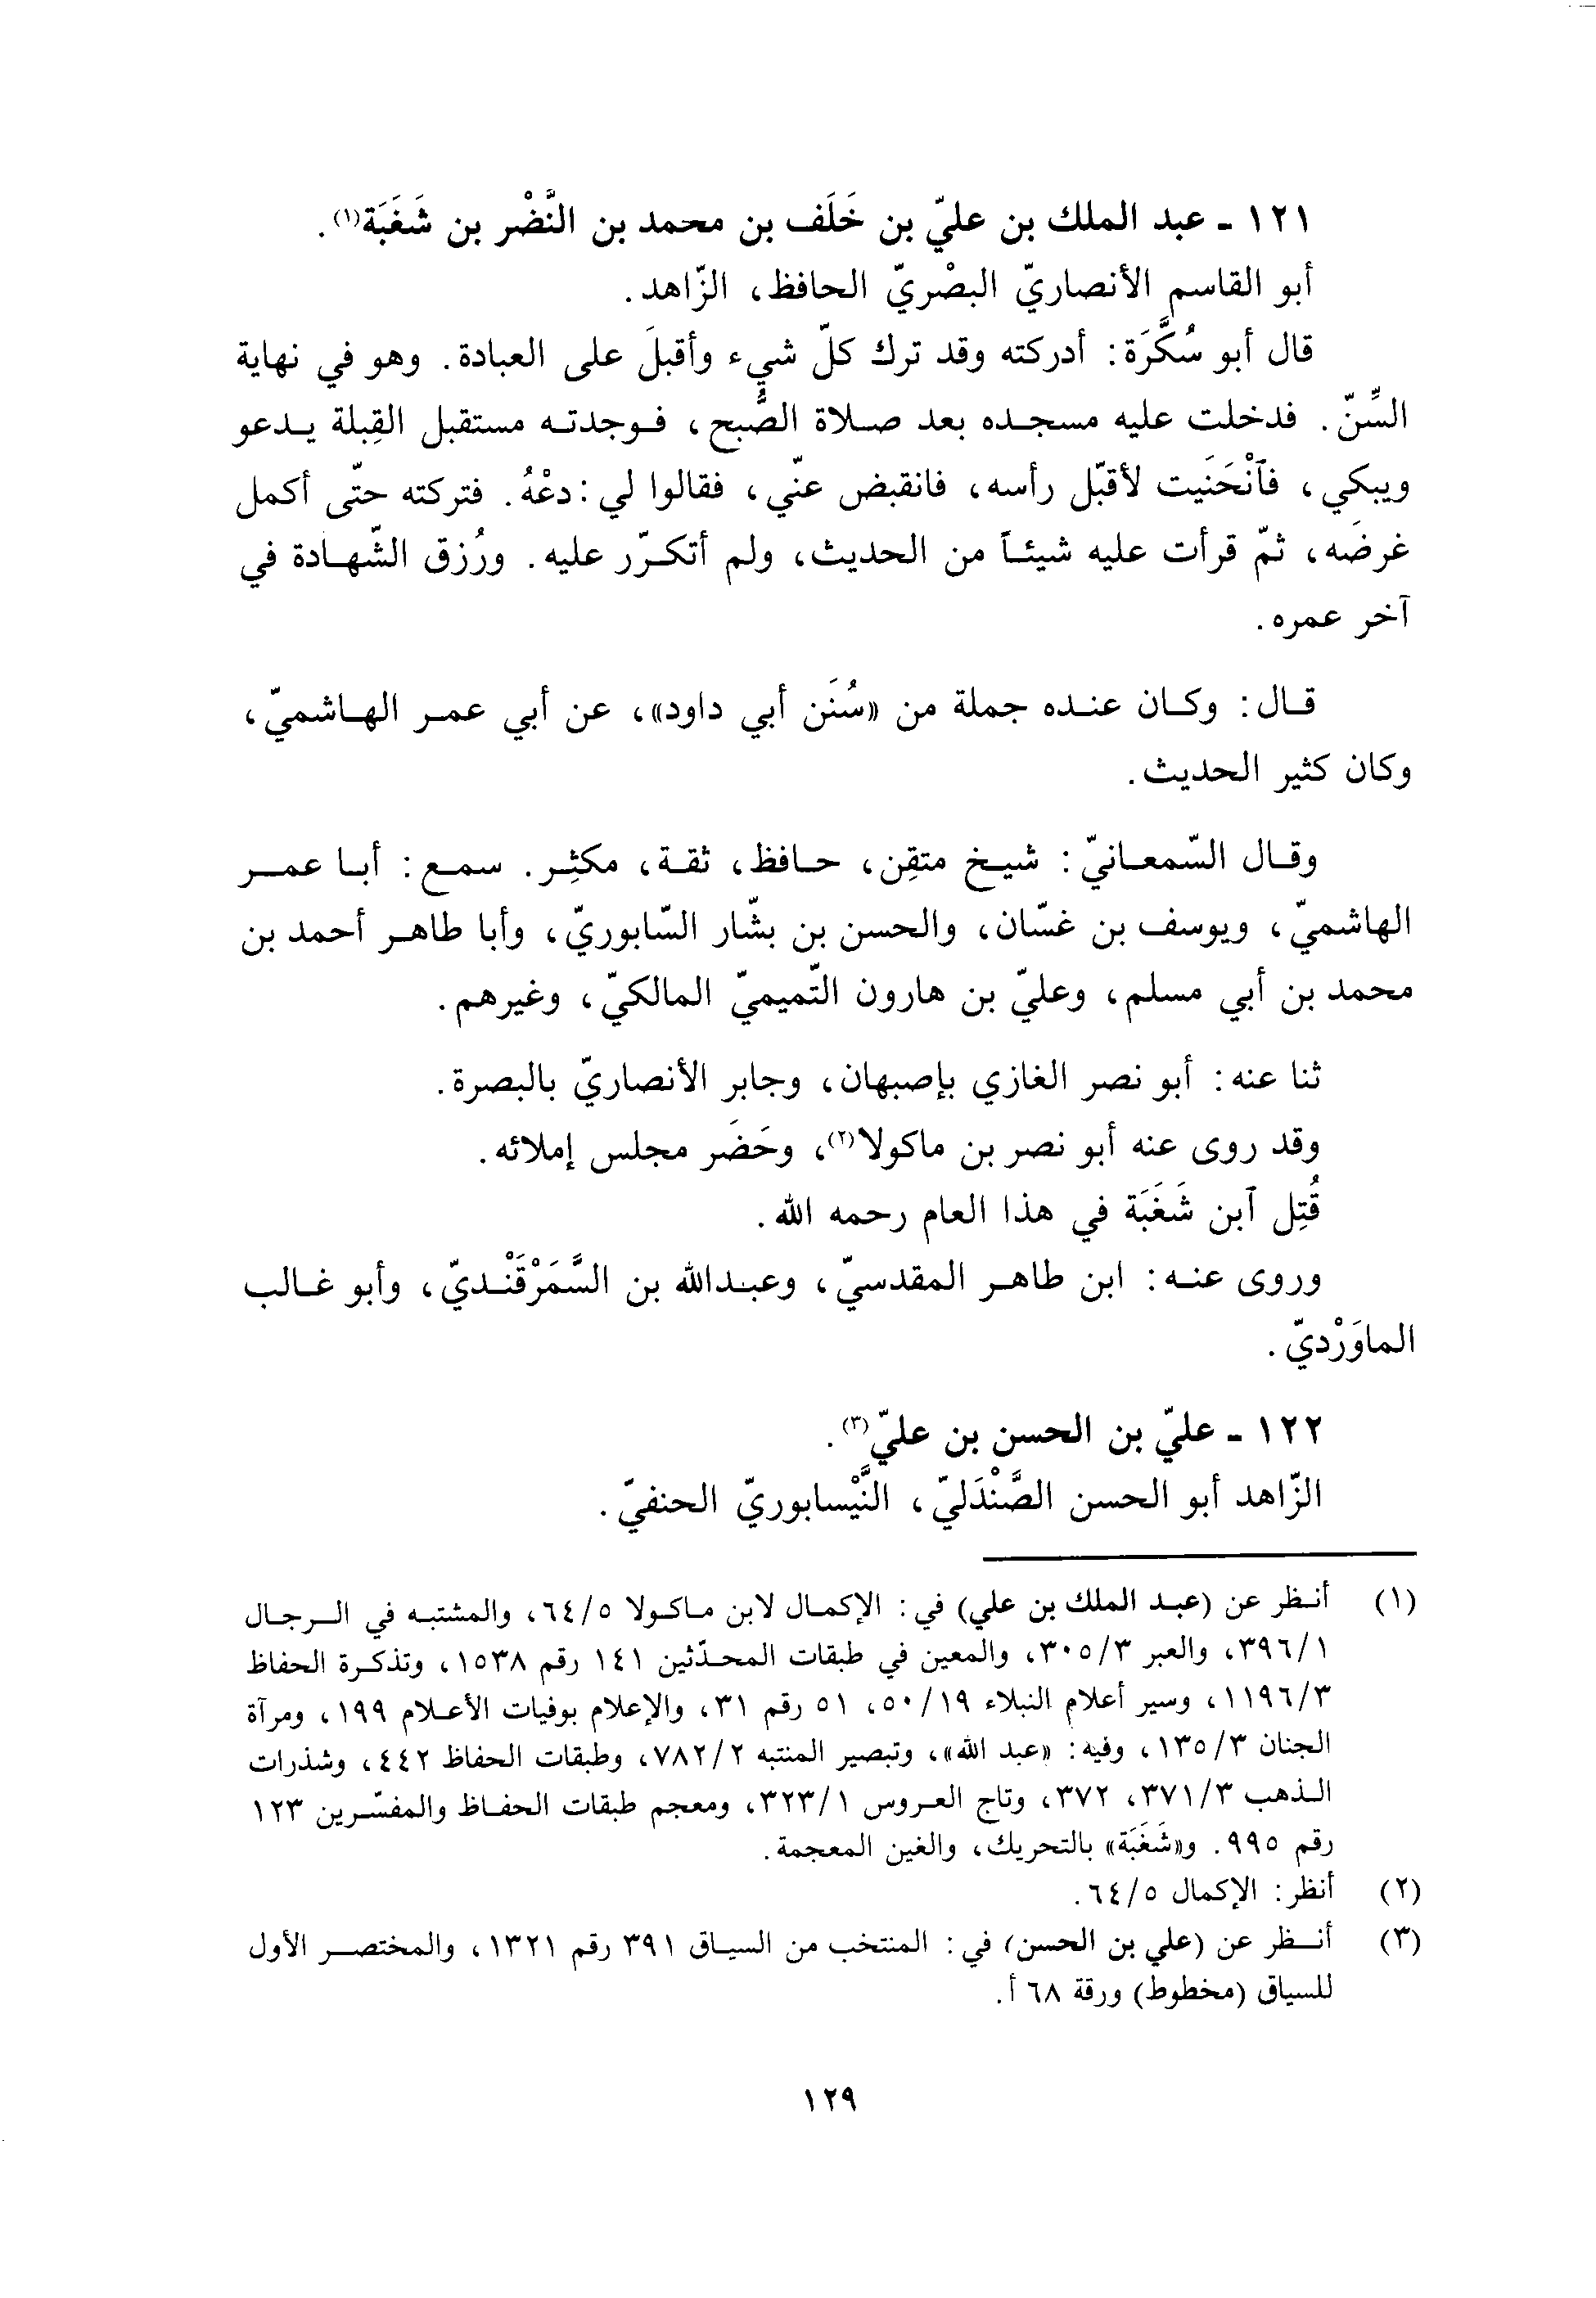 ١٢١ ـ عبد الملك بن عليّ بن خَلَف بن محمد بن النَّضْر بن شَغَبَة(١).
أبو القاسم الأنصاريّ البصْريّ الحافظ، الزّاهد.
قال أبو سُكَّرَة: أدركته وقد ترك كلّ شيء وأقبلَ على العبادة. وهو في نهاية
السِّنّ. فدخلت عليه مسجده بعد صلاة الصُّبح، فوجدته مستقبل القِبلة يدعو
ويبكي، فٱنْحَنَيت لأقبّل رأسه، فانقبض عنّي، فقالوا لي: دعْهُ. فتركته حتّى أكمل
غرضَه، ثمّ قرأت عليه شيئاً من الحديث، ولم أتكرّر عليه. ورُزق الشّهادة في
آخر عمره.
قال: وكان عنده جملة من «سُنَن أبي داود»، عن أبي عمر الهاشميّ،
وكان كثير الحديث.
وقال السّمعانيّ: شيخ متقِن، حافظ، ثقة، مكثِر. سمع: أبا عمر
الهاشميّ، ويوسف بن غسّان، والحسن بن بشّار السّابوريّ، وأبا طاهر أحمد بن
محمد بن أبي مسلم، وعليّ بن هارون التّميميّ المالكيّ، وغيرهم.
ثنا عنه: أبو نصر الغازي بإصبهان، وجابر الأنصاريّ بالبصرة.
وقد روى عنه أبو نصر بن ماكولا(٢)، وحَضَر مجلس إملائه.
قُتِل ٱبن شَغَبَة في هذا العام رحمه الله.
وروى عنه: ابن طاهر المقدسيّ، وعبدالله بن السَّمَرْقَنْديّ، وأبو غالب
الماوَرْديّ.
١٢٢ ـ عليّ بن الحسن بن عليّ(٣).
الزّاهد أبو الحسن الصَّنْدَليّ، النَّيْسابوريّ الحنفيّ.
(١) أنظر عن (عبد الملك بن علي) في: الإكمال لابن ماكولا ٦٤/٥، والمشتبه في الرجال
٣٩٦/١، والعبر ٣٠٥/٣، والمعين في طبقات المحدّثين ١٤١ رقم ١٥٣٨، وتذكرة الحفاظ
١١٩٦/٣، وسير أعلام النبلاء ٥٠/١٩، ٥١ رقم ٣١، والإعلام بوفيات الأعلام ١٩٩، ومرآة
الجنان ١٣٥/٣، وفيه: «عبد الله»، وتبصير المنتبه ٧٨٢/٢، وطبقات الحفاظ ٤٤٢، وشذرات
الذهب ٣٧١/٣، ٣٧٢، وتاج العروس ٣٢٣/١، ومعجم طبقات الحفاظ والمفسّرين ١٢٣
رقم ٩٩٥. و«شَغَبَة» بالتحريك، والغين المعجمة.
(٢) أنظر: الإكمال ٦٤/٥.
(٣) أنظر عن (علي بن الحسن) في: المنتخب من السياق ٣٩١ رقم ١٣٢١، والمختصر الأول
للسياق (مخطوط) ورقة ٦٨ أ.
١٢٩